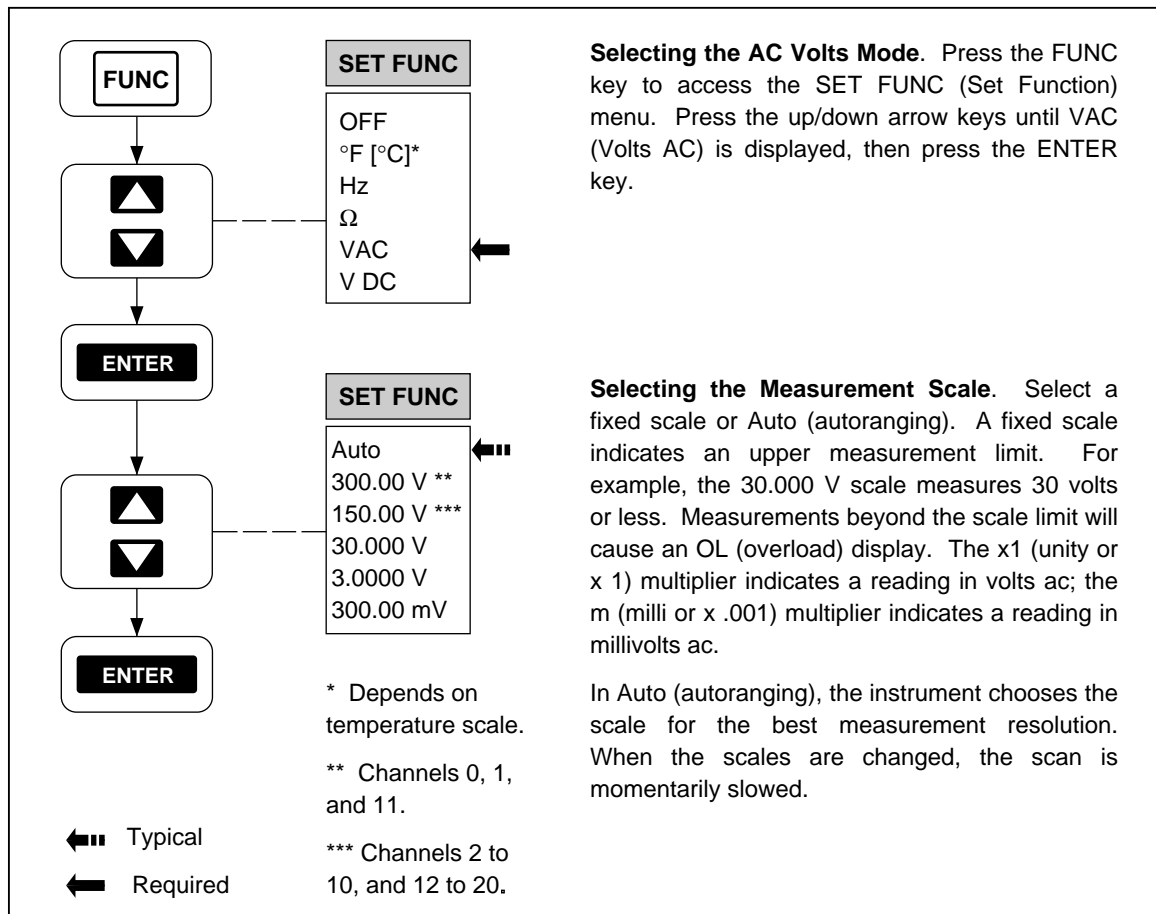 FUNC
SET FUNC
OFF
°F [°C]*
Hz
Ω
VAC
V DC
Selecting the AC Volts Mode. Press the FUNC
key to access the SET FUNC (Set Function)
menu. Press the up/down arrow keys until VAC
(Volts AC) is displayed, then press the ENTER
key.
ENTER
SET FUNC
Auto
300.00 V **
150.00 V ***
30.000 V
3.0000 V
300.00 mV
Selecting the Measurement Scale. Select a
fixed scale or Auto (autoranging). A fixed scale
indicates an upper measurement limit. For
example, the 30.000 V scale measures 30 volts
or less. Measurements beyond the scale limit will
cause an OL (overload) display. The x1 (unity or
x 1) multiplier indicates a reading in volts ac; the
m (milli or x .001) multiplier indicates a reading in
millivolts ac.
In Auto (autoranging), the instrument chooses the
scale for the best measurement resolution.
When the scales are changed, the scan is
momentarily slowed.
ENTER
* Depends on
temperature scale.
** Channels 0, 1,
and 11.
*** Channels 2 to
10, and 12 to 20.
Typical
Required